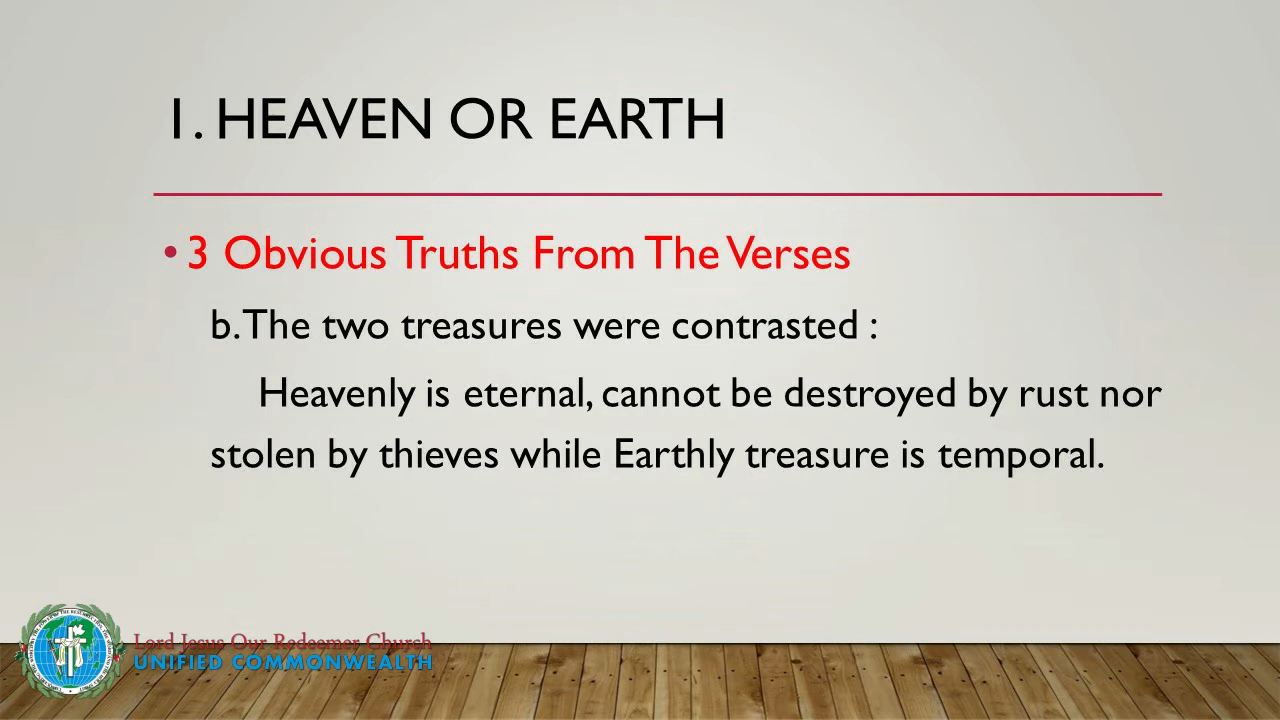 1. HEAVEN OR EARTH
• 3 Obvious Truths From The Verses
b. The two treasures were contrasted :
Heavenly is eternal, cannot be destroyed by rust nor
stolen by thieves while Earthly treasure is temporal.
Lord Jesus Our Redeemer Church
UNIFIED COMMONWEALTH